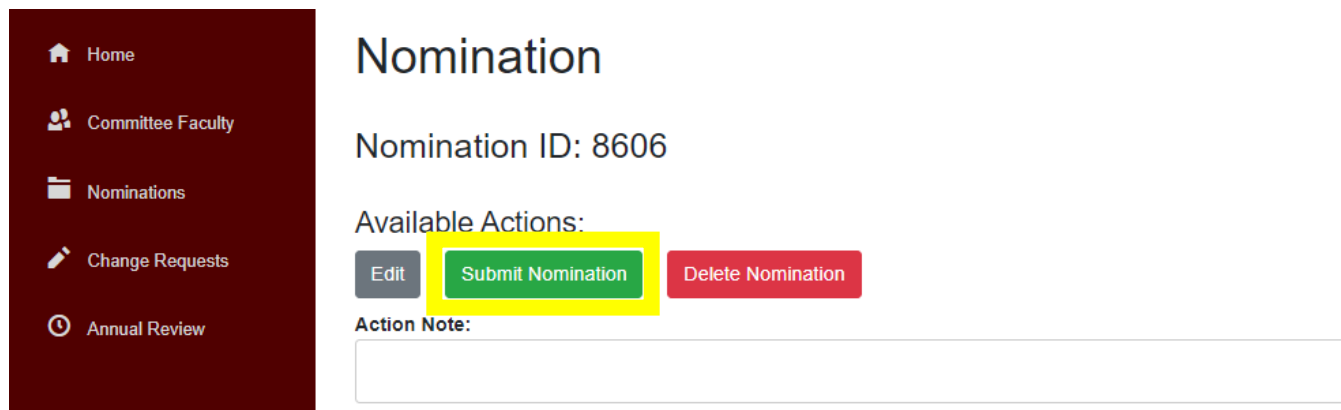 Home
Committee Faculty
Nominations
Change Requests
Annual Review
Nomination
Nomination ID: 8606
Available Actions:
Edit Submit Nomination Delete Nomination
Action Note: